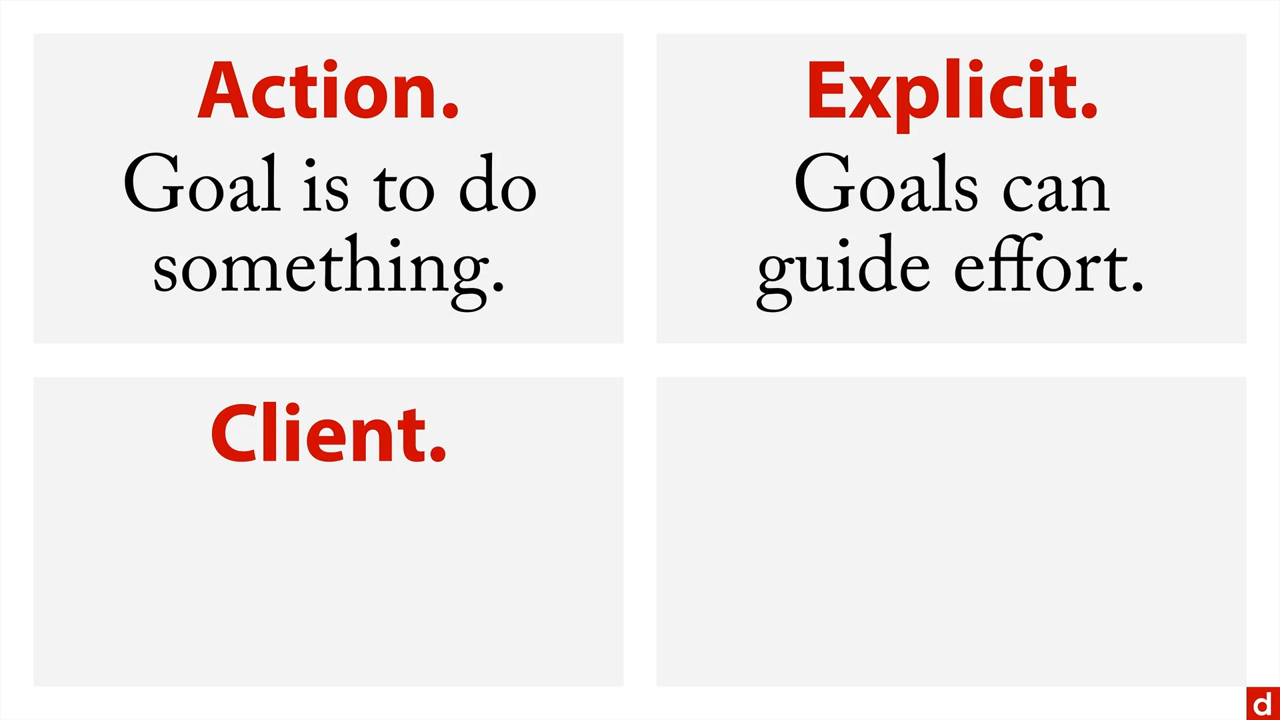 Action.
Goal is to do
something.
Explicit.
Goals can
guide effort.
Client.
d